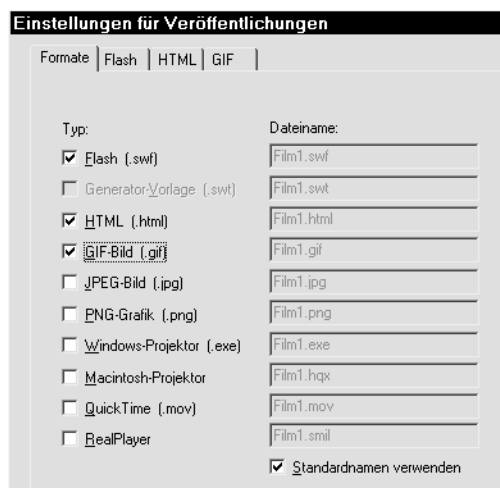 Einstellungen für Veröffentlichungen
Formate Flash HTML GIF
Typ: Dateiname:
Flash (.swf) Film1.swf
Generator-Vorlage (.swt) Film1.swt
HTML (.html) Film1.html
GIF-Bild (.gif) Film1.gif
JPEG-Bild (.jpg) Film1.jpg
PNG-Grafik (.png) Film1.png
Windows-Projektor (.exe) Film1.exe
Macintosh-Projektor Film1.hqx
QuickTime (.mov) Film1.mov
RealPlayer Film1.smil
Standardnamen verwenden